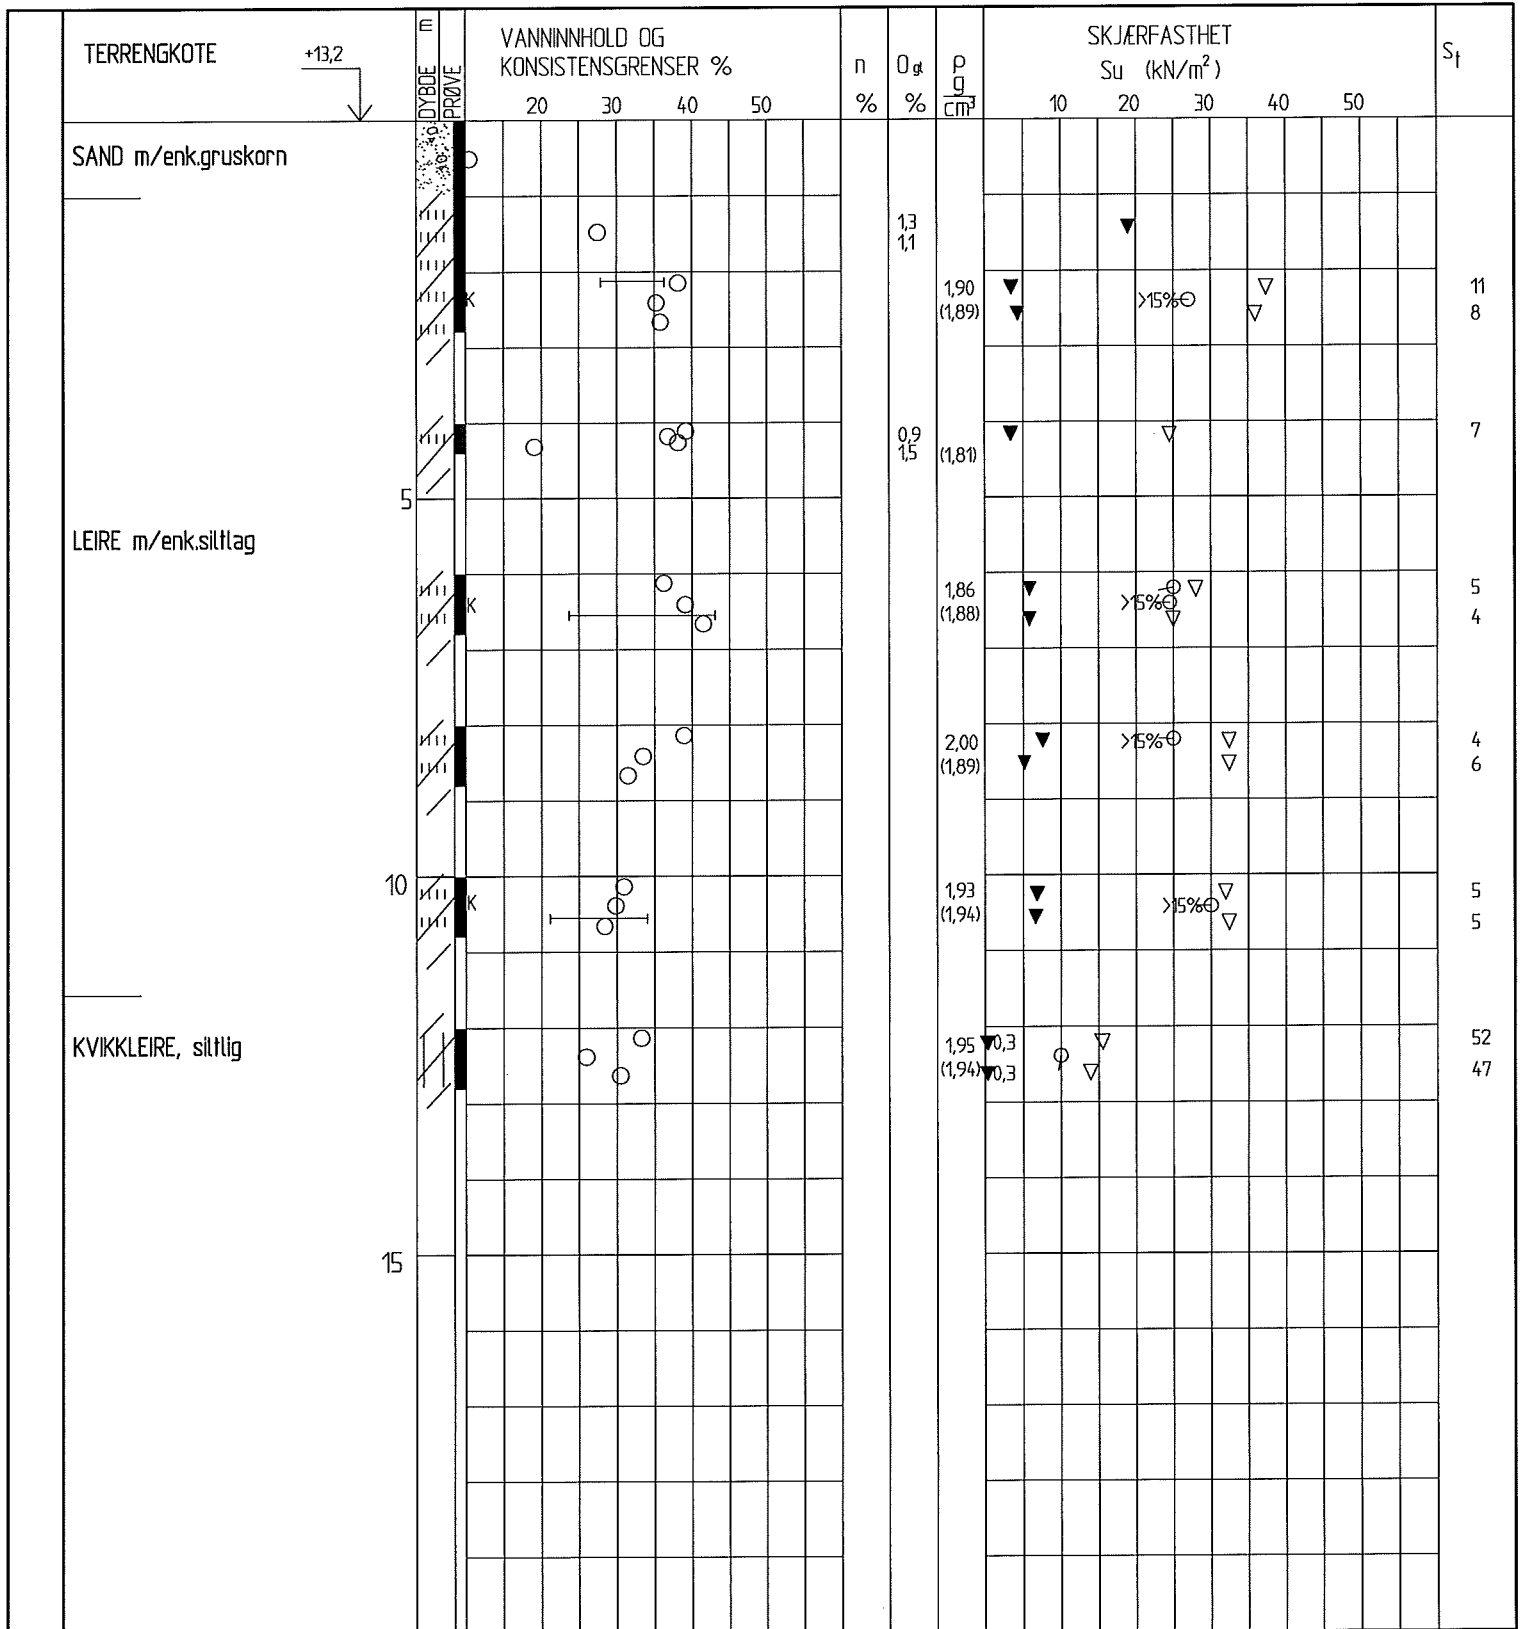 TERRENGKOTE +13,2
m
DYBDE
PRØVE
VANNINNHOLD OG
KONSISTENSGRENSER %
20 30 40 50
n
%
O gl
%
ρ
g
cm³
SKJÆRFASTHET
Su (kN/m²)
10 20 30 40 50
St
SAND m/enk.gruskorn
1,3
1,1
K 1,90 >15% 11
(1,89) 8
0,9 7
1,5 (1,81)
5
LEIRE m/enk.siltlag
1,86 5
K >15%
(1,88) 4
2,00 >15% 4
(1,89) 6
10
1,93 5
K >15%
(1,94) 5
KVIKKLEIRE, siltlig
1,95 0,3 52
(1,94) 0,3 47
15